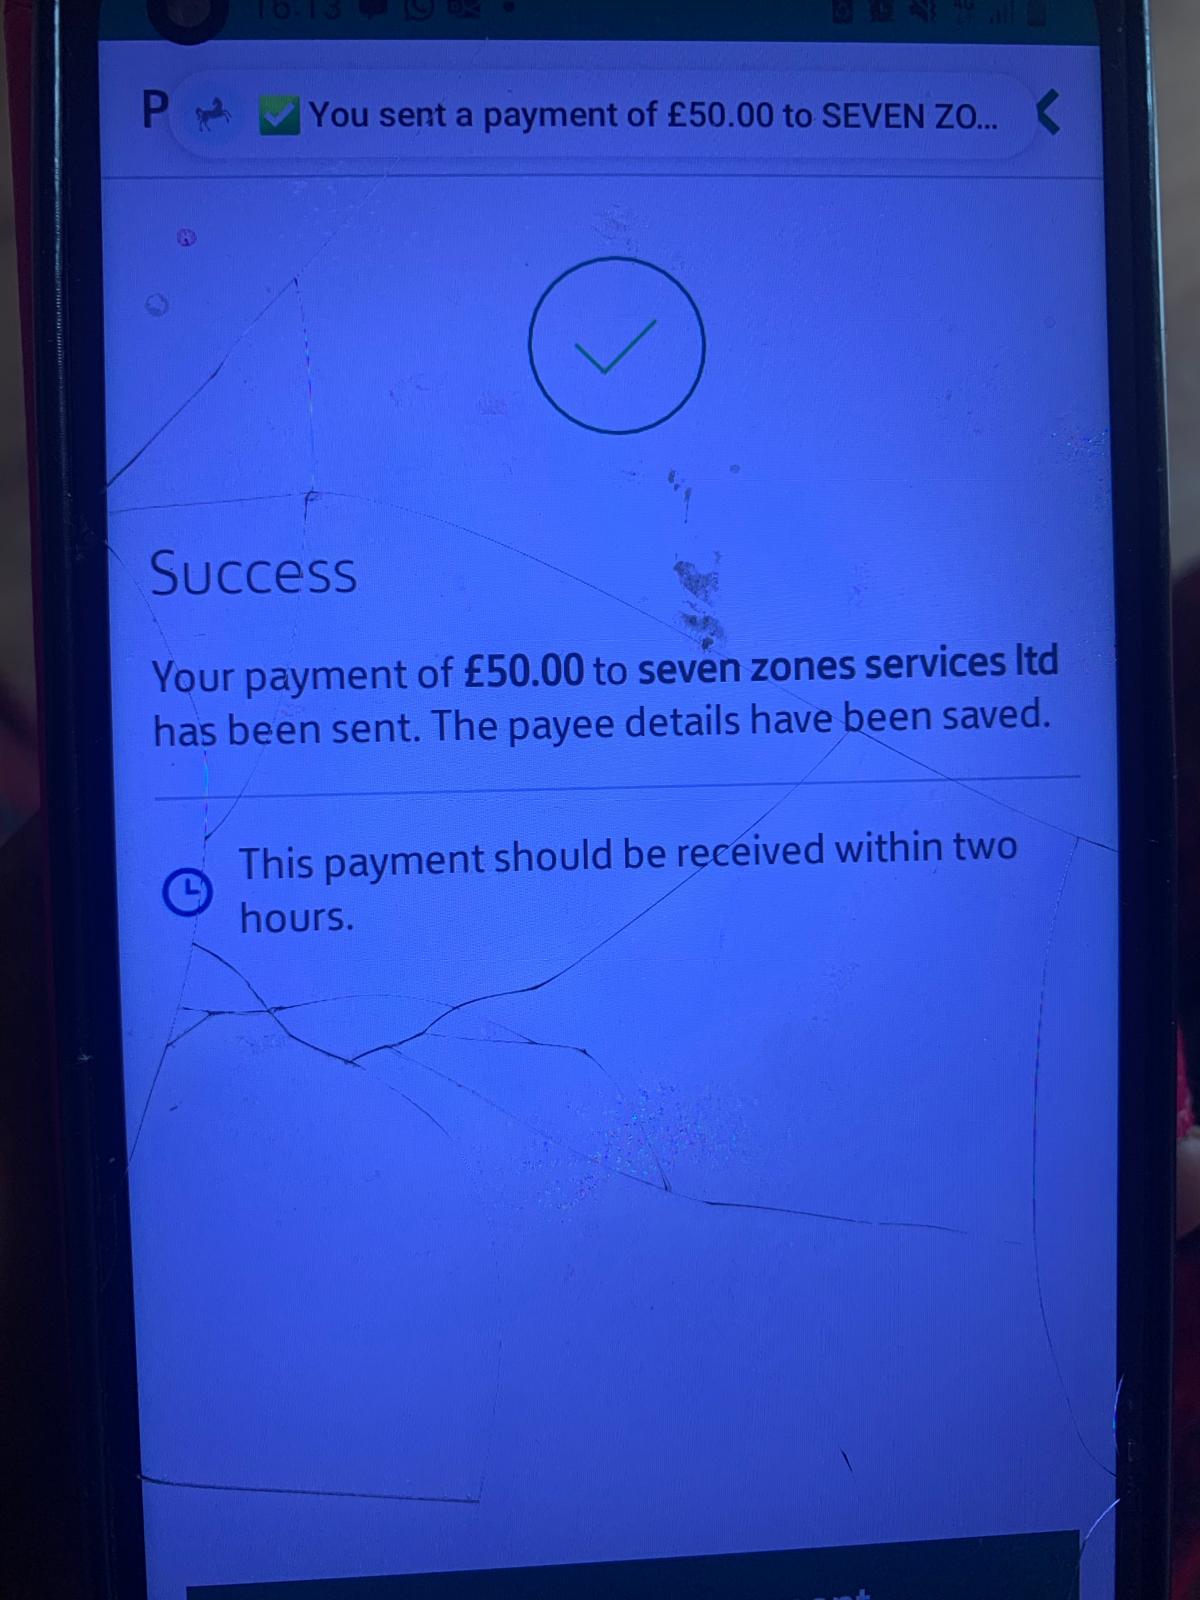 16:13
P
✅ You sent a payment of £50.00 to SEVEN ZO...
Success
Your payment of £50.00 to seven zones services ltd
has been sent. The payee details have been saved.
This payment should be received within two
hours.